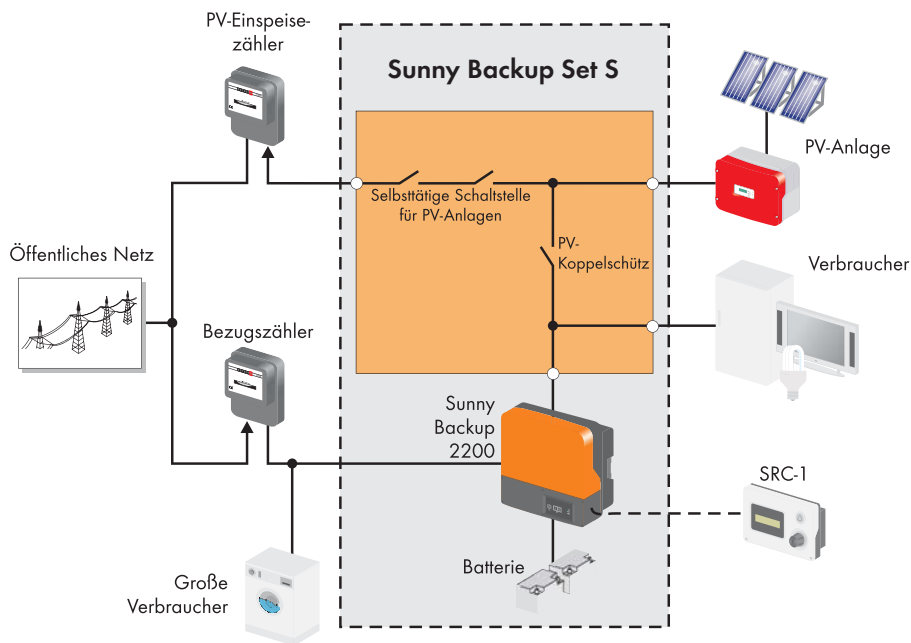 PV-Einspeise-
zähler
Sunny Backup Set S
PV-Anlage
Selbsttätige Schaltstelle
für PV-Anlagen
PV-
Koppelschütz
Öffentliches Netz
Verbraucher
Bezugszähler
Sunny
Backup
2200
SRC-1
Batterie
Große
Verbraucher